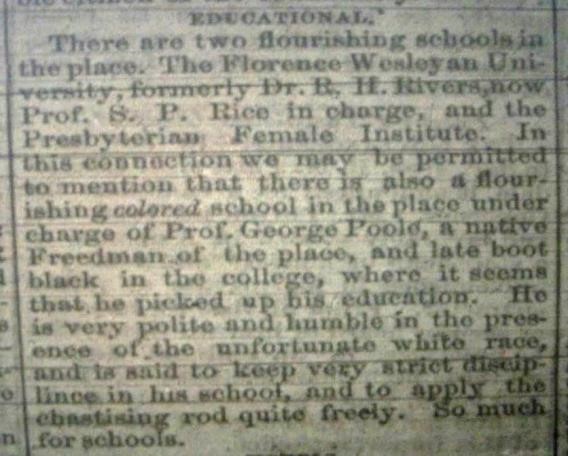 EDUCATIONAL.
There are two flourishing schools in
the place. The Florence Wesleyan Uni-
versity, formerly Dr. R. H. Rivers, now
Prof. S. P. Rice in charge, and the
Presbyterian Female Institute. In
this connection we may be permitted
to mention that there is also a flour-
ishing colored school in the place under
charge of Prof. George Poole, a native
Freedman of the place, and late boot
black in the college, where it seems
that he picked up his education. He
is very polite and humble in the pres-
ence of the unfortunate white race,
and is said to keep very strict discip-
lince in his school, and to apply the
chastising rod quite freely. So much
for schools.